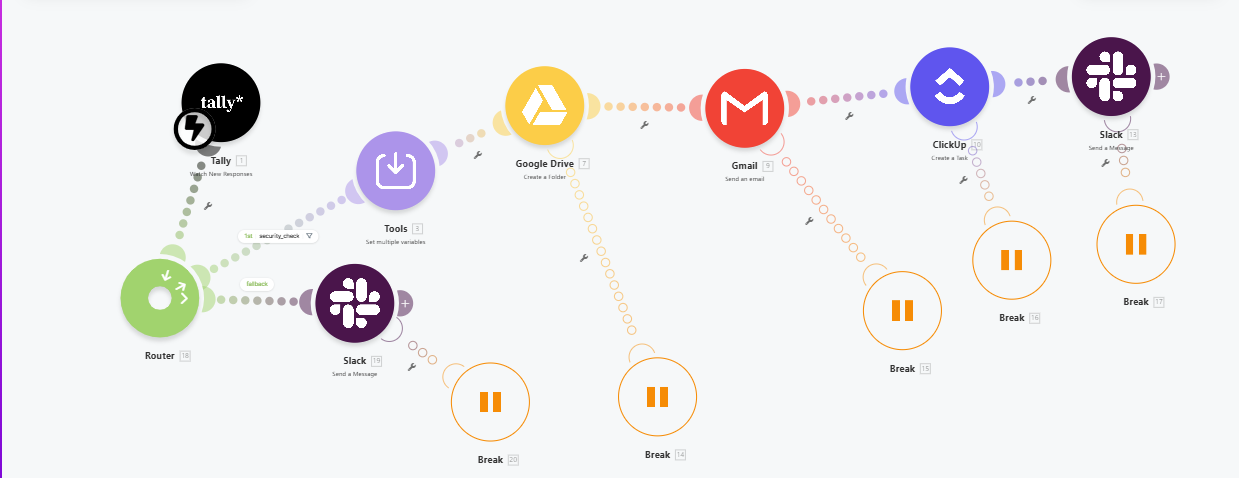 tally*
Tally 1
Watch New Responses
Router 18
1st security_check
fallback
Tools 3
Set multiple variables
Slack 19
Send a Message
Break 20
Google Drive 7
Create a Folder
Break 14
Gmail 9
Send an email
Break 15
ClickUp 10
Create a Task
Break 16
Slack 13
Send a Message
Break 17